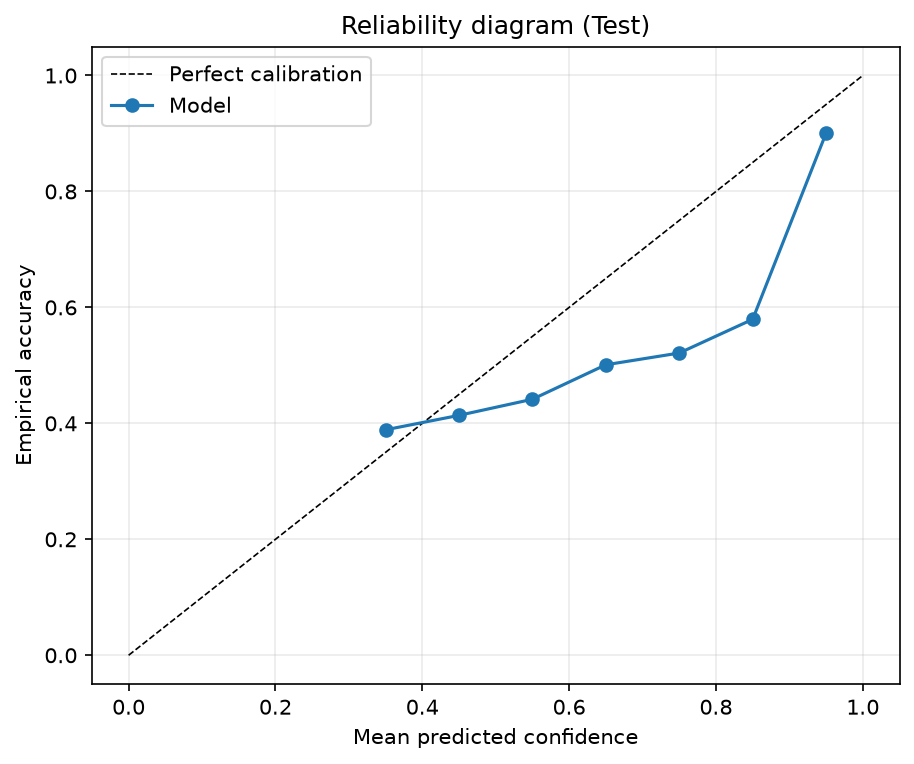 Reliability diagram (Test)
Perfect calibration
Model
Empirical accuracy
1.0
0.8
0.6
0.4
0.2
0.0
0.0 0.2 0.4 0.6 0.8 1.0
Mean predicted confidence